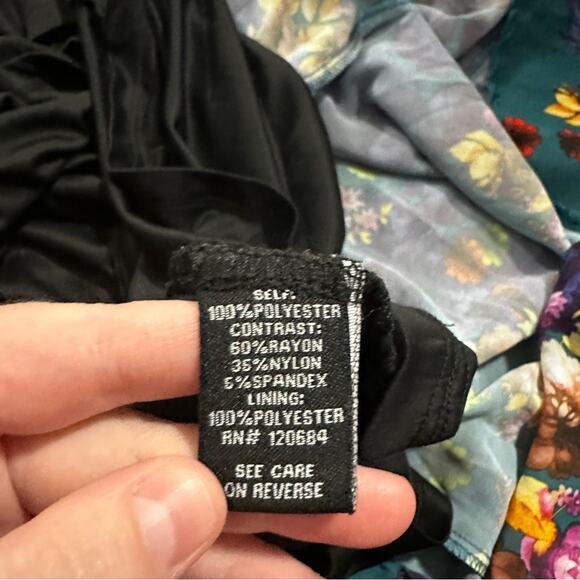 SELF:
100%POLYESTER
CONTRAST:
60%RAYON
35%NYLON
5%SPANDEX
LINING:
100%POLYESTER
RN# 120684
SEE CARE
ON REVERSE